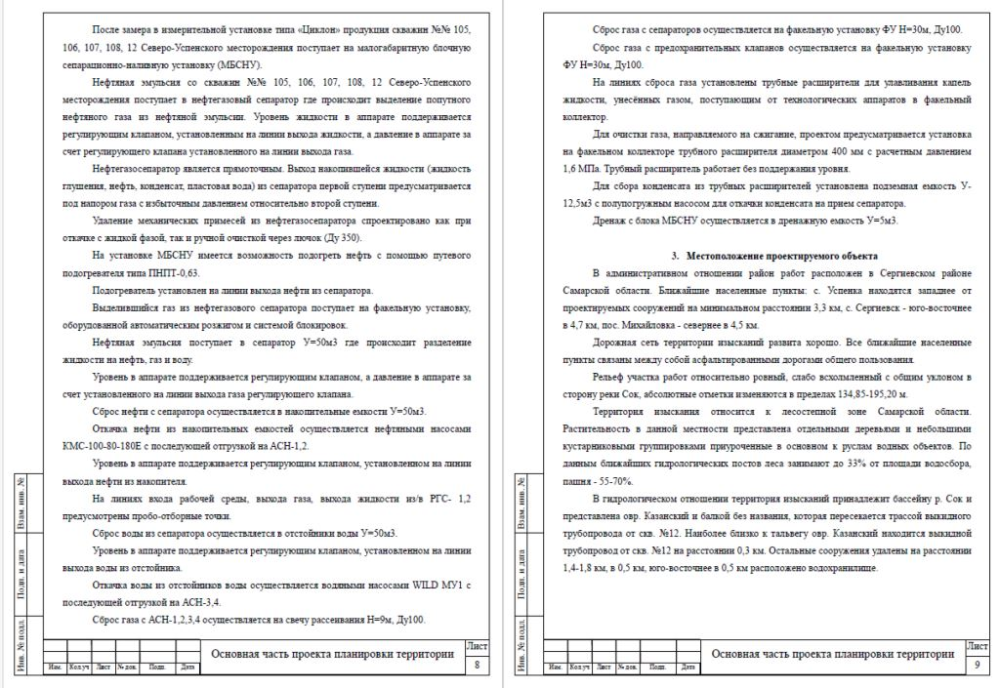 После замера в измерительной установке типа «Циклон» продукция скважин №№ 105,
106, 107, 108, 12 Северо-Успенского месторождения поступает на малогабаритную блочную
сепарационно-наливную установку (МБСНУ).
Нефтяная эмульсия со скважин №№ 105, 106, 107, 108, 12 Северо-Успенского
месторождения поступает в нефтегазовый сепаратор где происходит выделение попутного
нефтяного газа из нефтяной эмульсии. Уровень жидкости в аппарате поддерживается
регулирующим клапаном, установленным на линии выхода жидкости, а давление в аппарате за
счет регулирующего клапана установленного на линии выхода газа.
Нефтегазосепаратор является прямоточным. Выход накопившейся жидкости (жидкость
глушения, нефть, конденсат, пластовая вода) из сепаратора первой ступени предусматривается
под напором газа с избыточным давлением относительно второй ступени.
Удаление механических примесей из нефтегазосепаратора спроектировано как при
откачке с жидкой фазой, так и ручной очисткой через лючок (Ду 350).
На установке МБСНУ имеется возможность подогреть нефть с помощью путевого
подогревателя типа ПНПТ-0,63.
Подогреватель установлен на линии выхода нефти из сепаратора.
Выделившийся газ из нефтегазового сепаратора поступает на факельную установку,
оборудованной автоматическим розжигом и системой блокировок.
Нефтяная эмульсия поступает в сепаратор У=50м3 где происходит разделение
жидкости на нефть, газ и воду.
Уровень в аппарате поддерживается регулирующим клапаном, а давление в аппарате за
счет установленного на линии выхода газа регулирующего клапана.
Сброс нефти с сепаратора осуществляется в накопительные емкости У=50м3.
Откачка нефти из накопительных емкостей осуществляется нефтяными насосами
КМС-100-80-180Е с последующей отгрузкой на АСН-1,2.
Уровень в аппарате поддерживается регулирующим клапаном, установленном на линии
выхода нефти из накопителя.
На линиях входа рабочей среды, выхода газа, выхода жидкости из/в РГС- 1,2
предусмотрены пробо-отборные точки.
Сброс воды из сепаратора осуществляется в отстойники воды У=50м3.
Уровень в аппарате поддерживается регулирующим клапаном, установленном на линии
выхода воды из отстойника.
Откачка воды из отстойников воды осуществляется водяными насосами WILD МУ1 с
последующей отгрузкой на АСН-3,4.
Сброс газа с АСН-1,2,3,4 осуществляется на свечу рассеивания Н=9м, Ду100.
Взам. инв. №
Подп. и дата
Инв. № подл.
Изм. Кол.уч Лист № док. Подп. Дата
Основная часть проекта планировки территории
Лист
8
Сброс газа с сепараторов осуществляется на факельную установку ФУ Н=30м, Ду100.
Сброс газа с предохранительных клапанов осуществляется на факельную установку
ФУ Н=30м, Ду100.
На линиях сброса газа установлены трубные расширители для улавливания капель
жидкости, унесённых газом, поступающим от технологических аппаратов в факельный
коллектор.
Для очистки газа, направляемого на сжигание, проектом предусматривается установка
на факельном коллекторе трубного расширителя диаметром 400 мм с расчетным давлением
1,6 МПа. Трубный расширитель работает без поддержания уровня.
Для сбора конденсата из трубных расширителей установлена подземная емкость У-
12,5м3 с полупогружным насосом для откачки конденсата на прием сепаратора.
Дренаж с блока МБСНУ осуществляется в дренажную емкость У=5м3.
3. Местоположение проектируемого объекта
В административном отношении район работ расположен в Сергиевском районе
Самарской области. Ближайшие населенные пункты: с. Успенка находятся западнее от
проектируемых сооружений на минимальном расстоянии 3,3 км, с. Сергиевск - юго-восточнее
в 4,7 км, пос. Михайловка - севернее в 4,5 км.
Дорожная сеть территории изысканий развита хорошо. Все ближайшие населенные
пункты связаны между собой асфальтированными дорогами общего пользования.
Рельеф участка работ относительно ровный, слабо всхолмленный с общим уклоном в
сторону реки Сок, абсолютные отметки изменяются в пределах 134,85-195,20 м.
Территория изыскания относится к лесостепной зоне Самарской области.
Растительность в данной местности представлена отдельными деревьями и небольшими
кустарниковыми группировками приуроченные в основном к руслам водных объектов. По
данным ближайших гидрологических постов леса занимают до 33% от площади водосбора,
пашня - 55-70%.
В гидрологическом отношении территория изысканий принадлежит бассейну р. Сок и
представлена овр. Казанский и балкой без названия, которая пересекается трассой выкидного
трубопровода от скв. №12. Наиболее близко к тальвегу овр. Казанский находится выкидной
трубопровод от скв. №12 на расстоянии 0,3 км. Остальные сооружения удалены на расстоянии
1,4-1,8 км, в 0,5 км, юго-восточнее в 0,5 км расположено водохранилище.
Взам. инв. №
Подп. и дата
Инв. № подл.
Изм. Кол.уч Лист № док. Подп. Дата
Основная часть проекта планировки территории
Лист
9